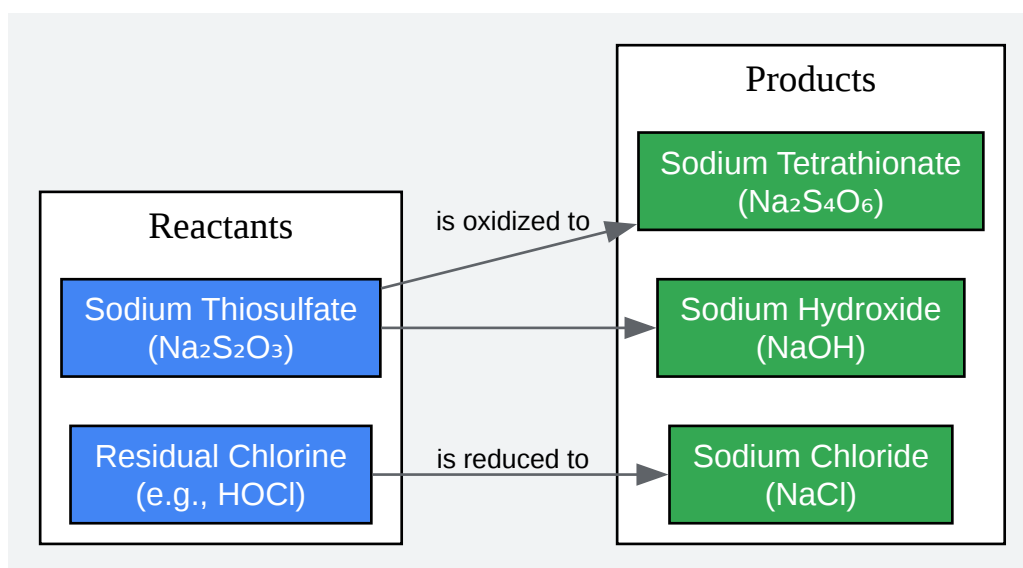 Reactants
Sodium Thiosulfate
(Na₂S₂O₃)
Residual Chlorine
(e.g., HOCl)
is oxidized to
is reduced to
Products
Sodium Tetrathionate
(Na₂S₄O₆)
Sodium Hydroxide
(NaOH)
Sodium Chloride
(NaCl)